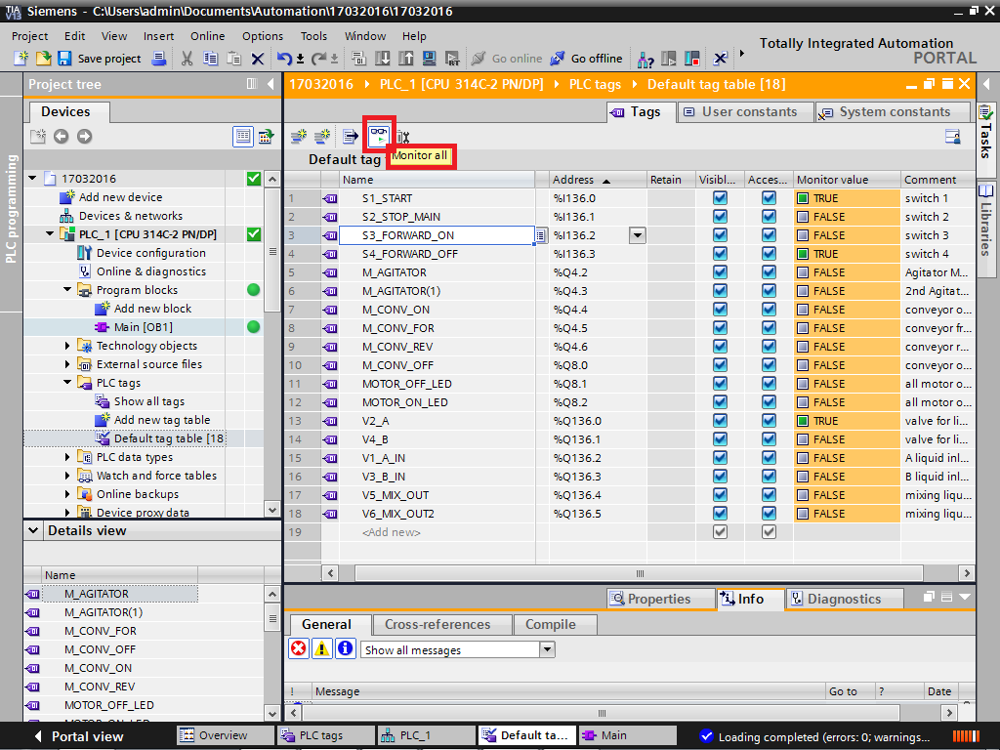 TIA V13 Siemens - C:\Users\admin\Documents\Automation\17032016\17032016
Project Edit View Insert Online Options Tools Window Help
Totally Integrated Automation
PORTAL
Save project Go online Go offline
Project tree
17032016 PLC_1 [CPU 314C-2 PN/DP] PLC tags Default tag table [18]
Devices
Tags User constants System constants
Monitor all
Default tag
PLC programming
Tasks
Libraries
17032016
Add new device
Devices & networks
PLC_1 [CPU 314C-2 PN/DP]
Device configuration
Online & diagnostics
Program blocks
Add new block
Main [OB1]
Technology objects
External source files
PLC tags
Show all tags
Add new tag table
Default tag table [18
PLC data types
Watch and force tables
Online backups
Device proxy data
Name Address Retain Visibl... Acces... Monitor value Comment
1 S1_START %I136.0 TRUE switch 1
2 S2_STOP_MAIN %I136.1 FALSE switch 2
3 S3_FORWARD_ON %I136.2 FALSE switch 3
4 S4_FORWARD_OFF %I136.3 TRUE switch 4
5 M_AGITATOR %Q4.2 FALSE Agitator M...
6 M_AGITATOR(1) %Q4.3 FALSE 2nd Agitat...
7 M_CONV_ON %Q4.4 FALSE conveyor o...
8 M_CONV_FOR %Q4.5 FALSE conveyor fr...
9 M_CONV_REV %Q4.6 FALSE conveyor r...
10 M_CONV_OFF %Q8.0 FALSE conveyor o...
11 MOTOR_OFF_LED %Q8.1 FALSE all motor o...
12 MOTOR_ON_LED %Q8.2 FALSE all motor o...
13 V2_A %Q136.0 TRUE valve for li...
14 V4_B %Q136.1 FALSE valve for li...
15 V1_A_IN %Q136.2 FALSE A liquid inl...
16 V3_B_IN %Q136.3 FALSE B liquid inl...
17 V5_MIX_OUT %Q136.4 FALSE mixing liqu...
18 V6_MIX_OUT2 %Q136.5 FALSE mixing liqu...
19 <Add new>
Details view
Name
M_AGITATOR
M_AGITATOR(1)
M_CONV_FOR
M_CONV_OFF
M_CONV_ON
M_CONV_REV
MOTOR_OFF_LED
Properties Info Diagnostics
General Cross-references Compile
Show all messages
! Message Go to ? Date
Portal view Overview PLC tags PLC_1 Default ta... Main Loading completed (errors: 0; warnings...